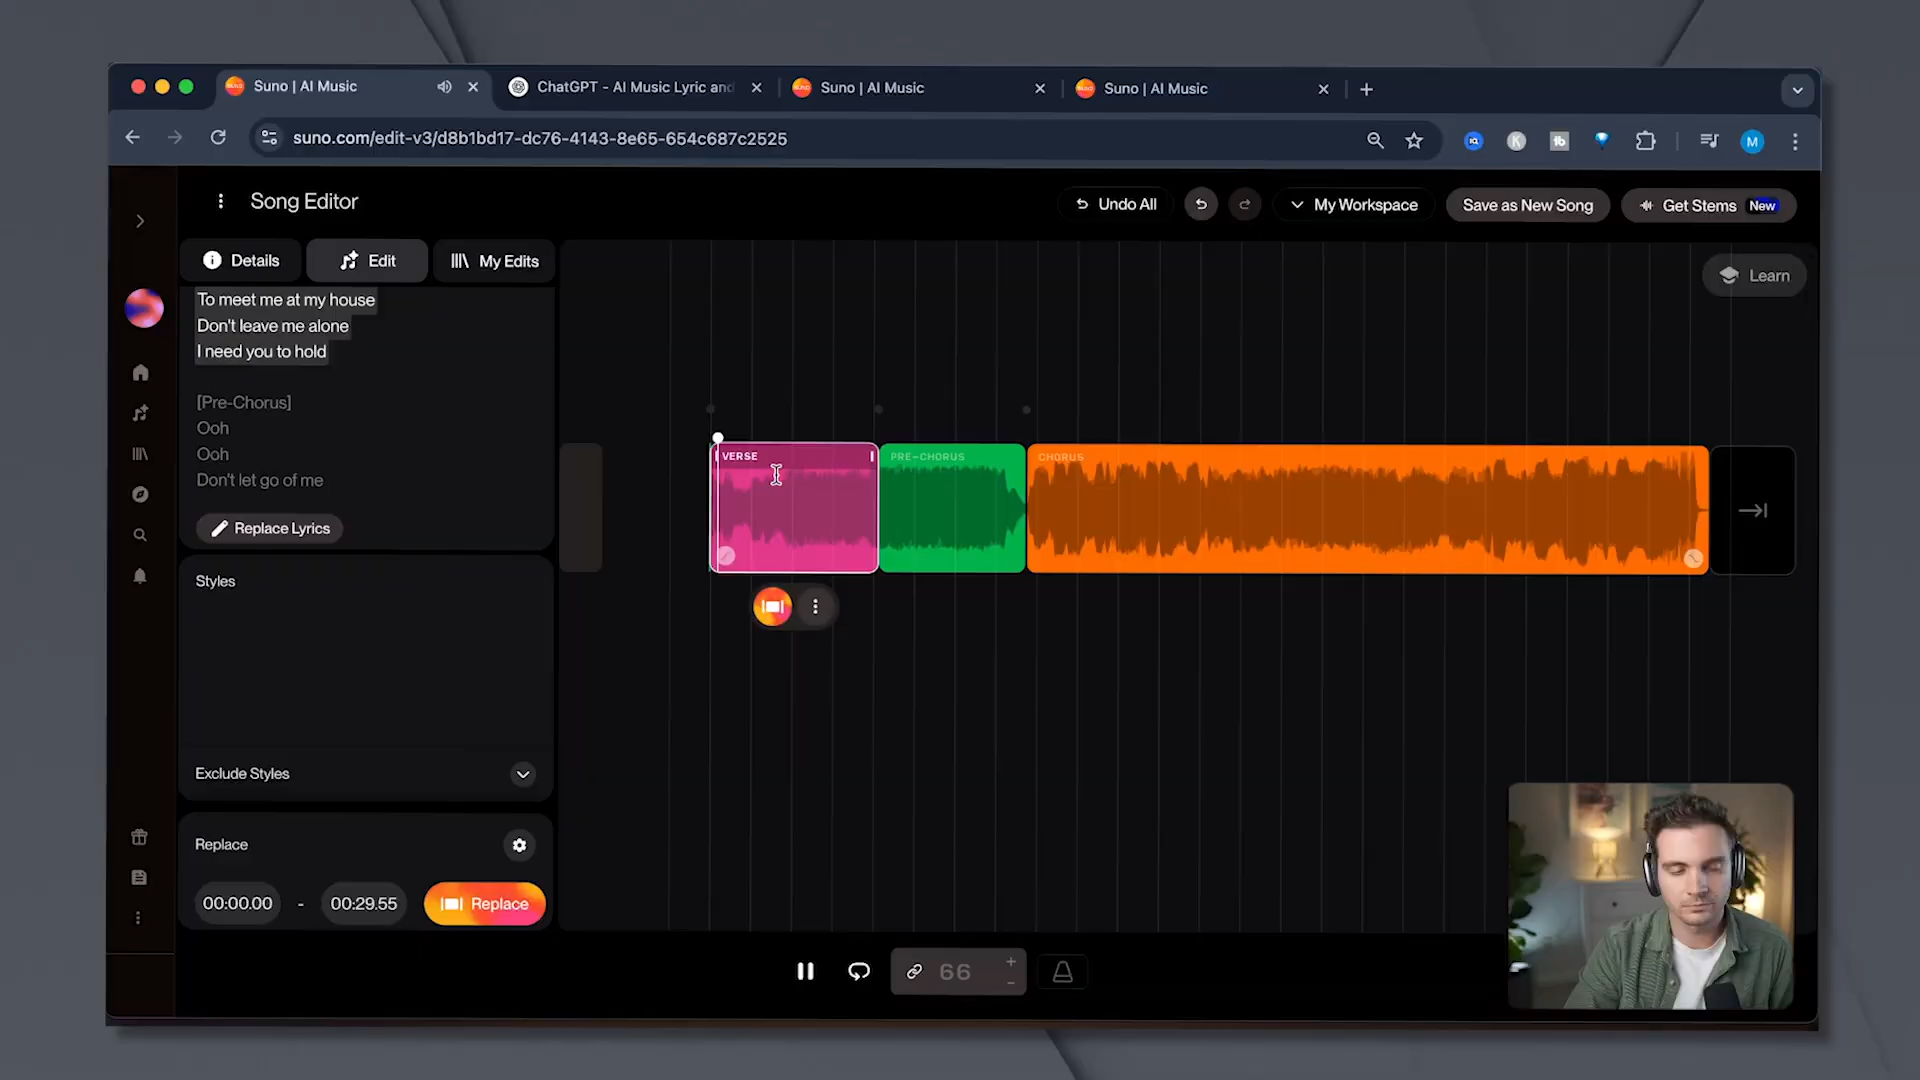 Suno | AI Music
ChatGPT - AI Music Lyric and
Suno | AI Music
Suno | AI Music
suno.com/edit-v3/d8b1bd17-dc76-4143-8e65-654c687c2525
M
Song Editor
Undo All
My Workspace
Save as New Song
Get Stems New
Details
Edit
My Edits
Learn
To meet me at my house
Don't leave me alone
I need you to hold
[Pre-Chorus]
Ooh
Ooh
Don't let go of me
Replace Lyrics
VERSE
PRE-CHORUS
CHORUS
Styles
Exclude Styles
Replace
00:00.00 - 00:29.55 Replace
66